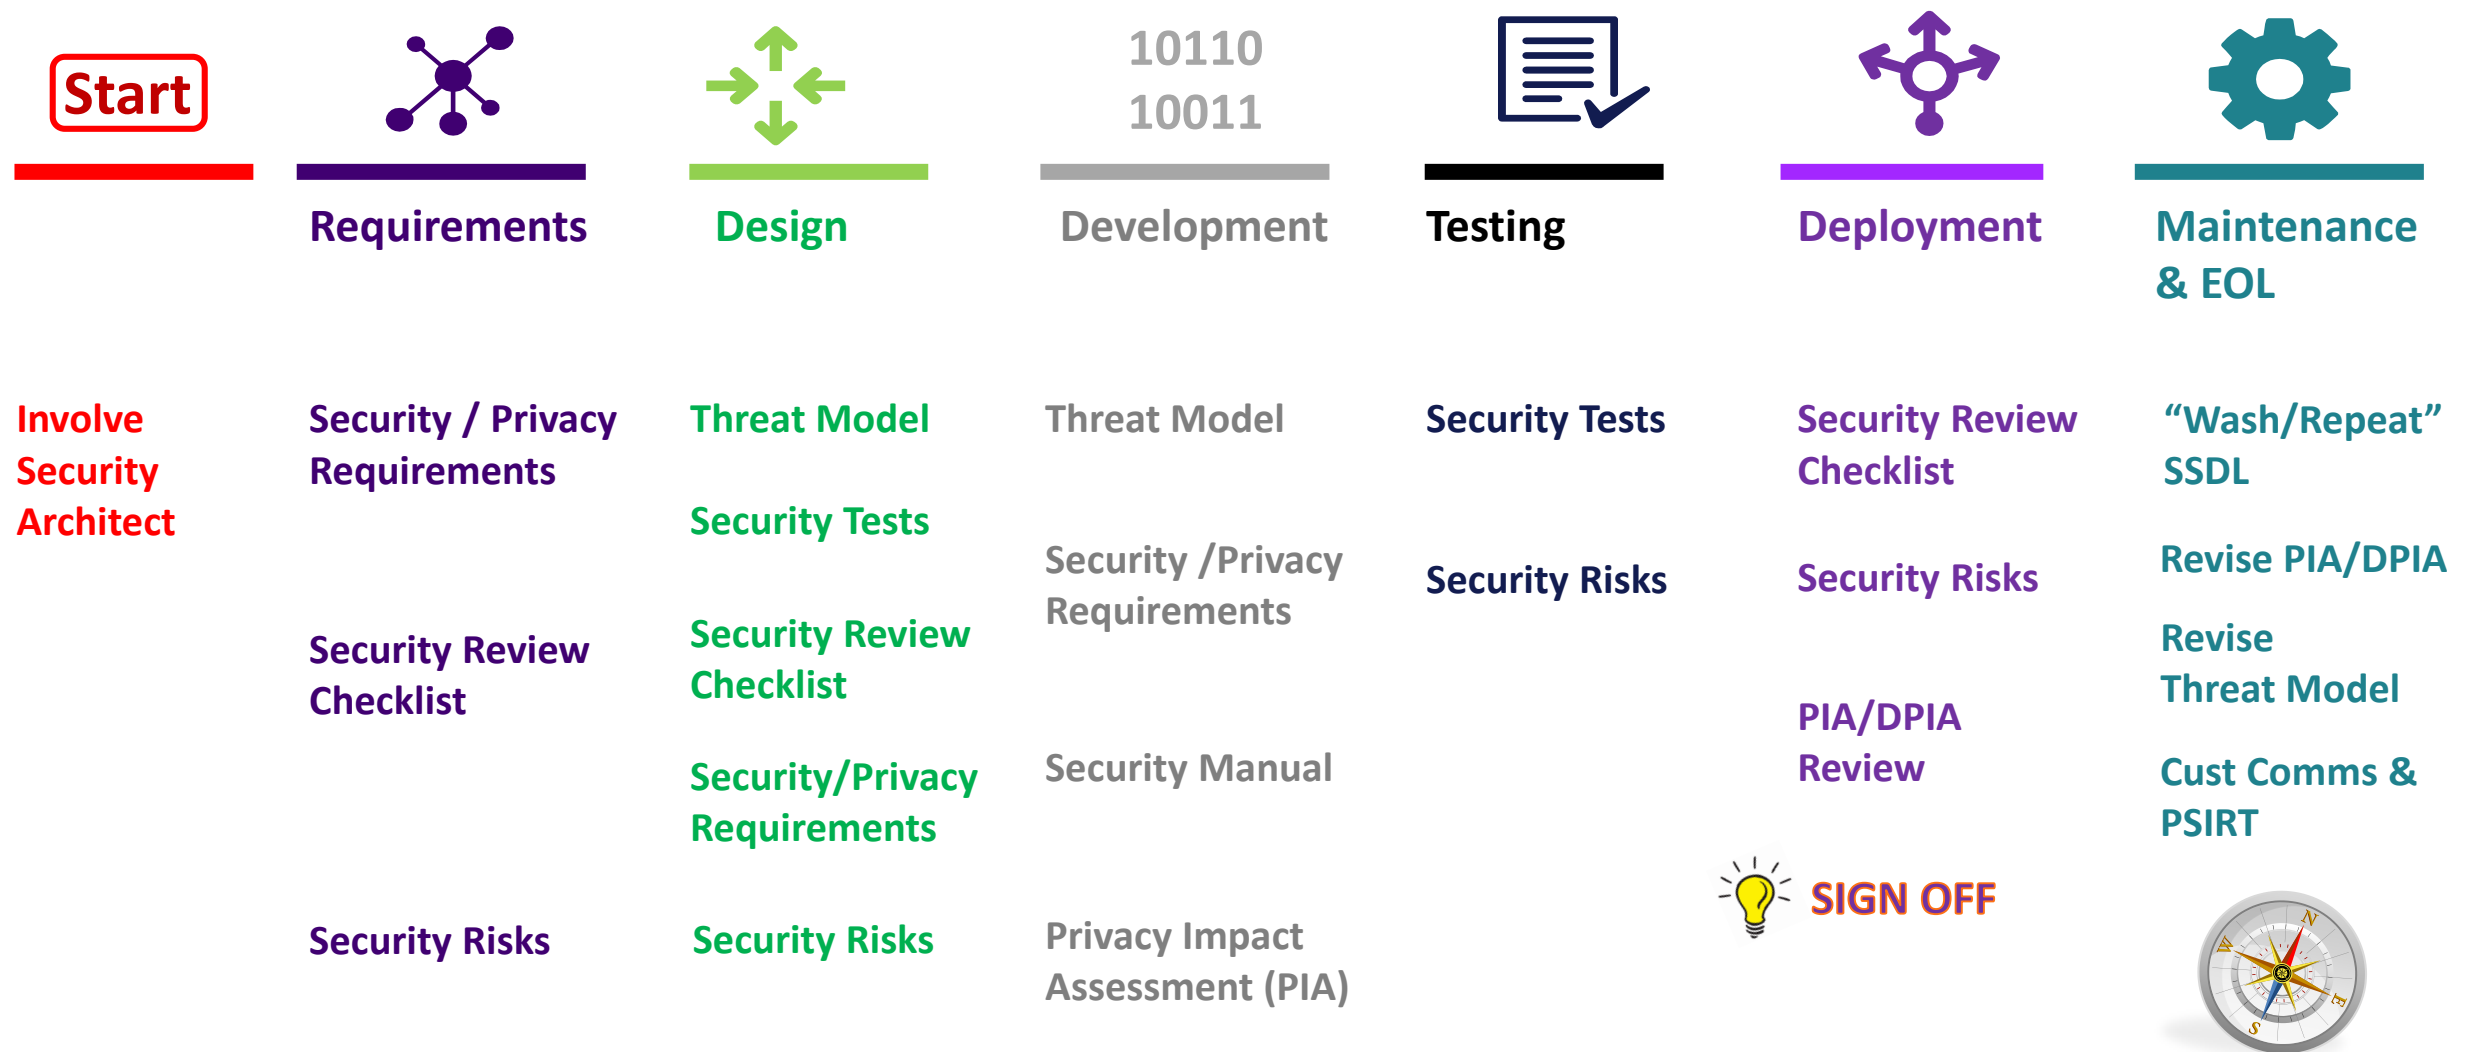 Start
10110
10011
Requirements
Design
Development
Testing
Deployment
Maintenance
& EOL
Involve
Security
Architect
Security / Privacy
Requirements
Security Review
Checklist
Security Risks
Threat Model
Security Tests
Security Review
Checklist
Security/Privacy
Requirements
Security Risks
Threat Model
Security /Privacy
Requirements
Security Manual
Privacy Impact
Assessment (PIA)
Security Tests
Security Risks
Security Review
Checklist
Security Risks
PIA/DPIA
Review
SIGN OFF
“Wash/Repeat”
SSDL
Revise PIA/DPIA
Revise
Threat Model
Cust Comms &
PSIRT
N
W
E
S